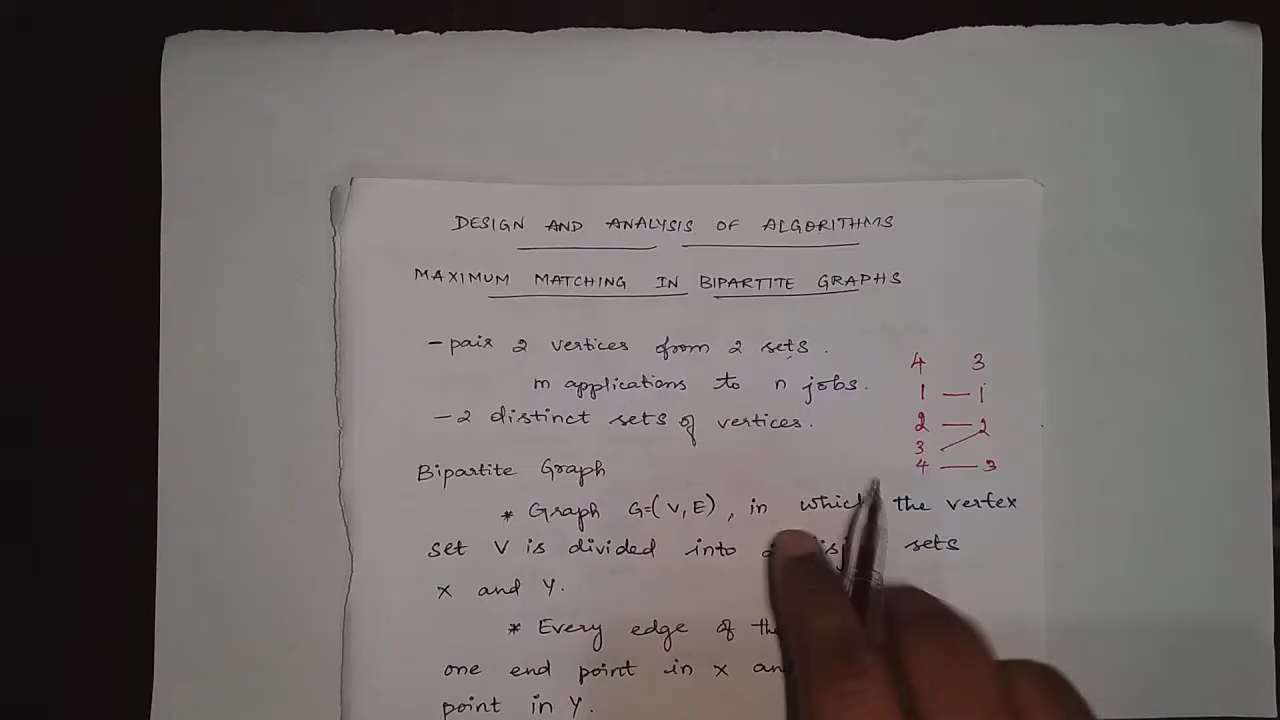 DESIGN AND ANALYSIS OF ALGORITHMS
MAXIMUM MATCHING IN BIPARTITE GRAPHS
- pair 2 vertices from 2 sets.
m applications to n jobs.
- 2 distinct sets of vertices.
4 3
1 — 1
2 — 2
3
4 — 3
Bipartite Graph
* Graph G=(V,E), in which the vertex
set V is divided into sets
X and Y.
* Every edge of the
one end point in X
point in Y.